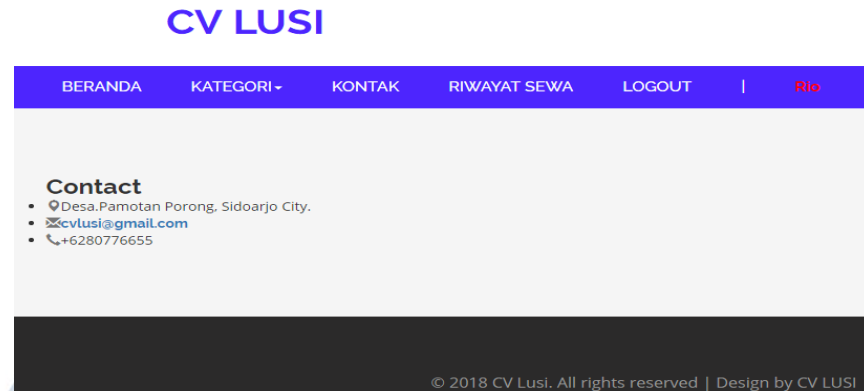 CV LUSI
BERANDA KATEGORI KONTAK RIWAYAT SEWA LOGOUT | Rio
Contact
Desa.Pamotan Porong, Sidoarjo City.
cvlusi@gmail.com
+6280776655
© 2018 CV Lusi. All rights reserved | Design by CV LUSI